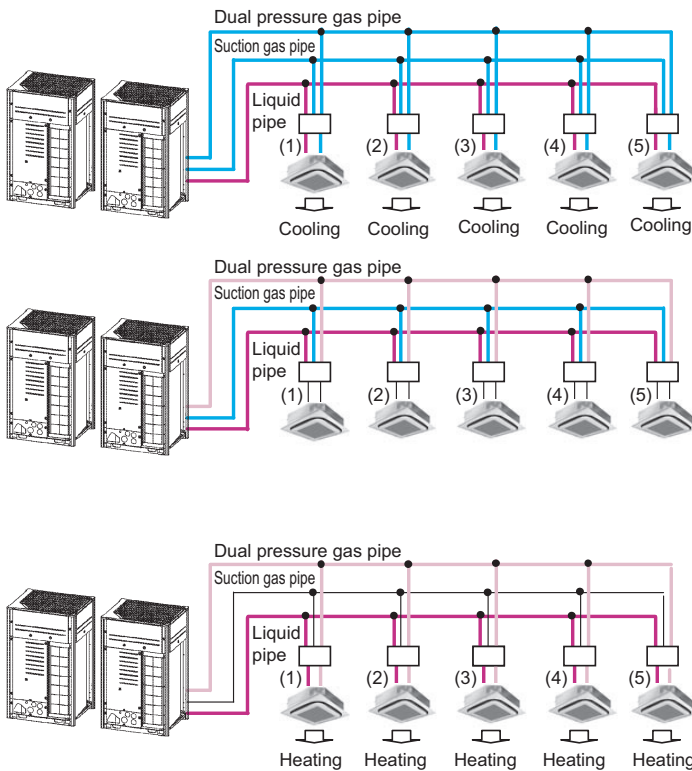 Dual pressure gas pipe
Suction gas pipe
Liquid
pipe
(1) (2) (3) (4) (5)
Cooling Cooling Cooling Cooling Cooling
Dual pressure gas pipe
Suction gas pipe
Liquid
pipe
(1) (2) (3) (4) (5)
Dual pressure gas pipe
Suction gas pipe
Liquid
pipe
(1) (2) (3) (4) (5)
Heating Heating Heating Heating Heating